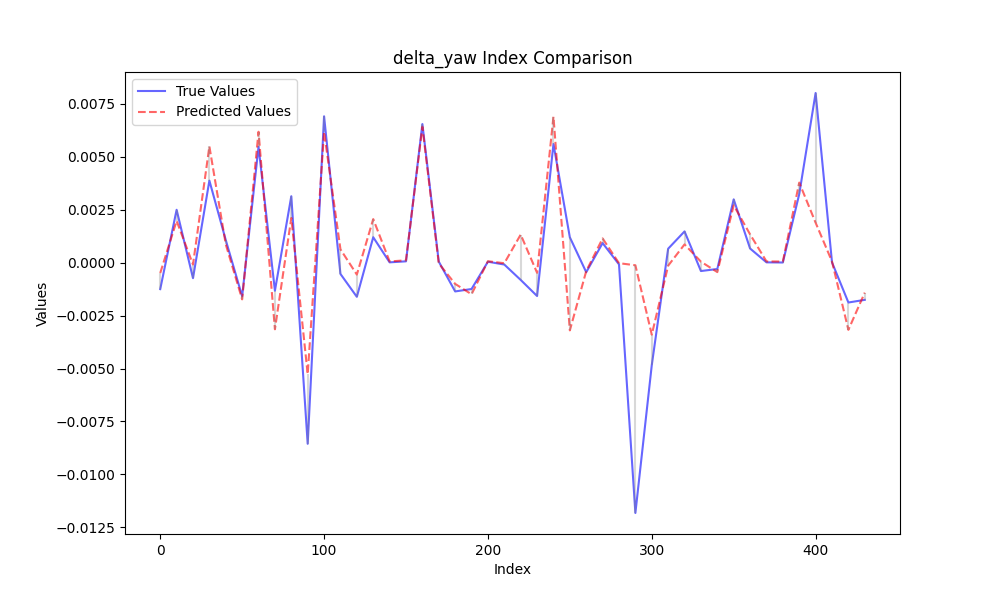 delta_yaw Index Comparison
True Values
Predicted Values
0.0075
0.0050
0.0025
0.0000
−0.0025
−0.0050
−0.0075
−0.0100
−0.0125
Values
0
100
200
300
400
Index